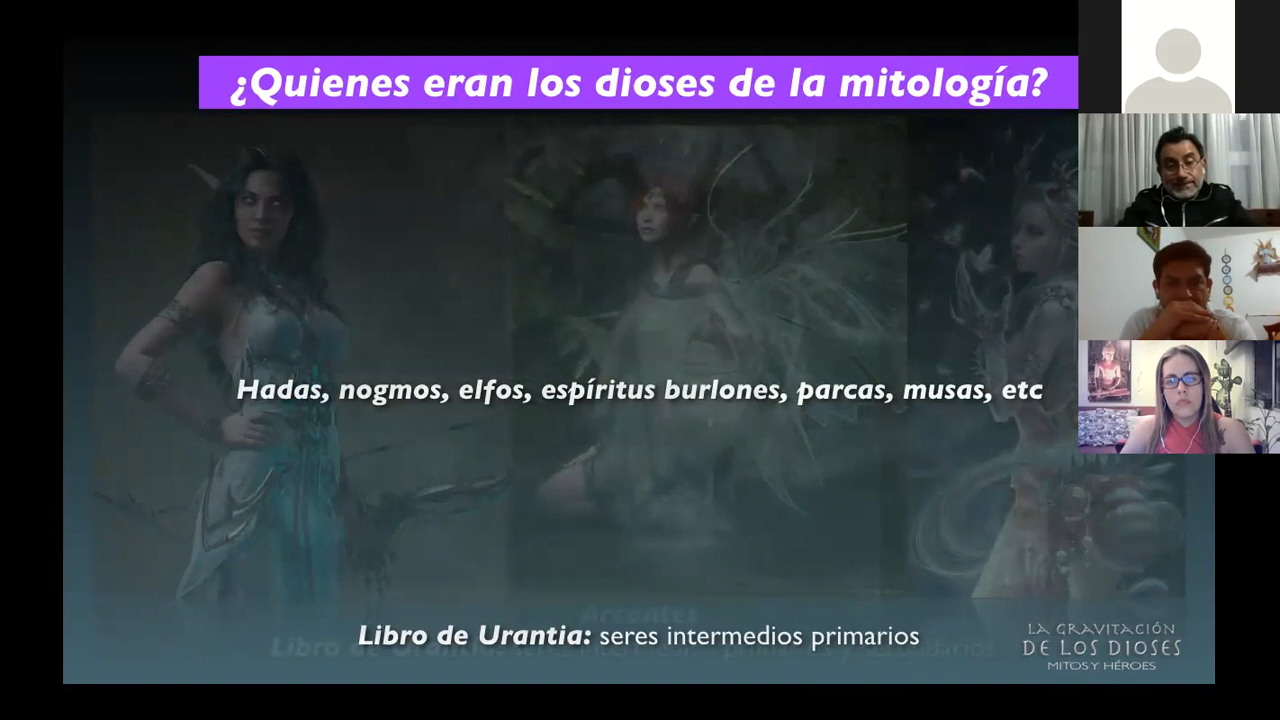 ¿Quienes eran los dioses de la mitología?
Hadas, nogmos, elfos, espíritus burlones, parcas, musas, etc
Libro de Urantia: seres intermedios primarios
LA GRAVITACIÓN
DE LOS DIOSES
MITOS Y HÉROES